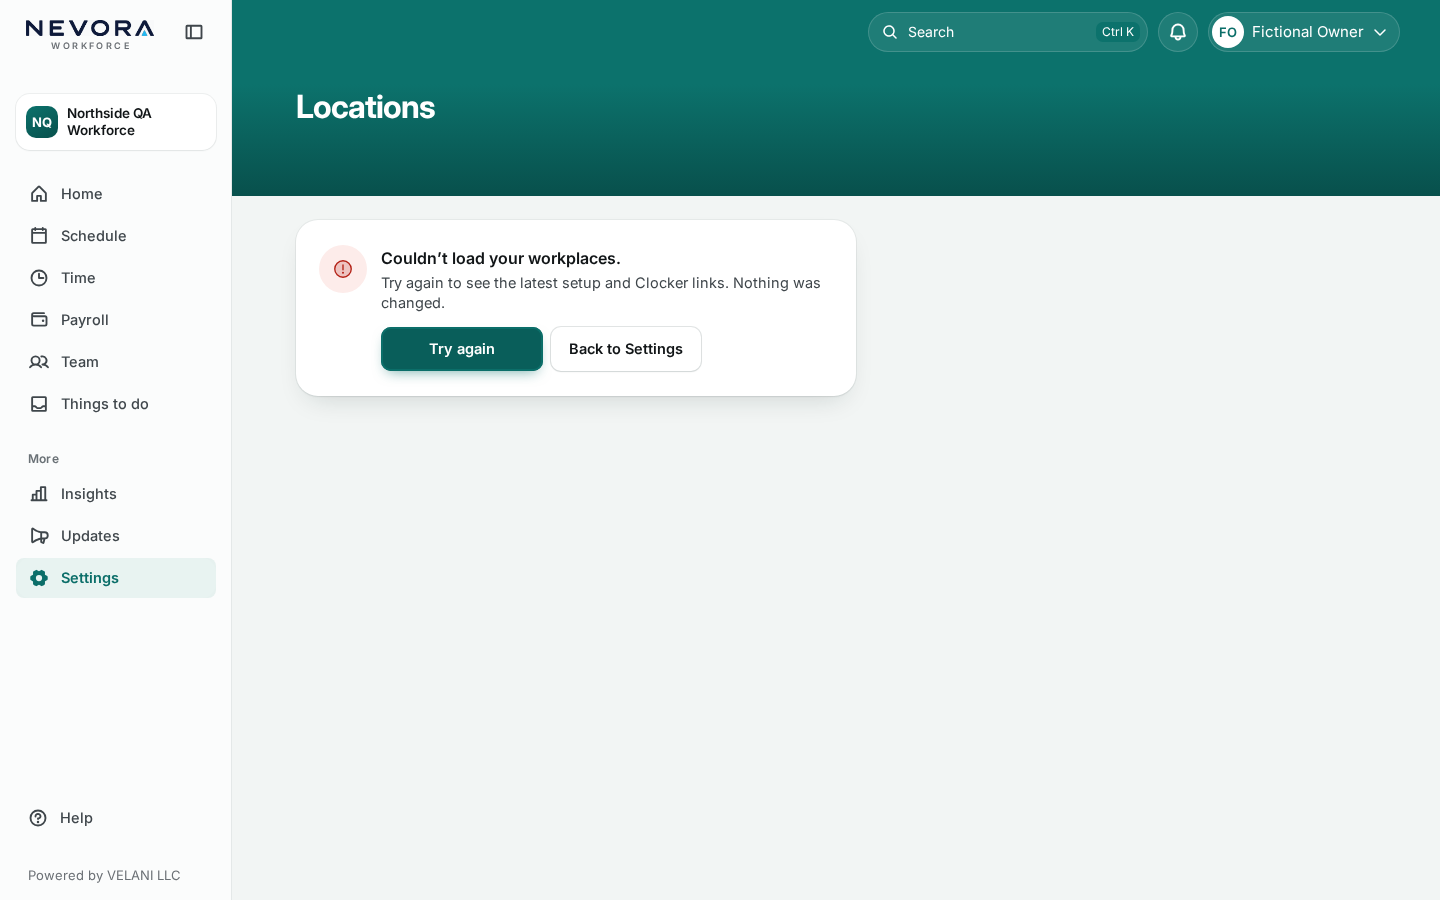 NEVORA
WORKFORCE
Search
Ctrl K
FO
Fictional Owner
NQ
Northside QA
Workforce
Locations
Home
Schedule
Time
Payroll
Team
Things to do
More
Insights
Updates
Settings
Help
Powered by VELANI LLC
Couldn’t load your workplaces.
Try again to see the latest setup and Clocker links. Nothing was
changed.
Try again
Back to Settings